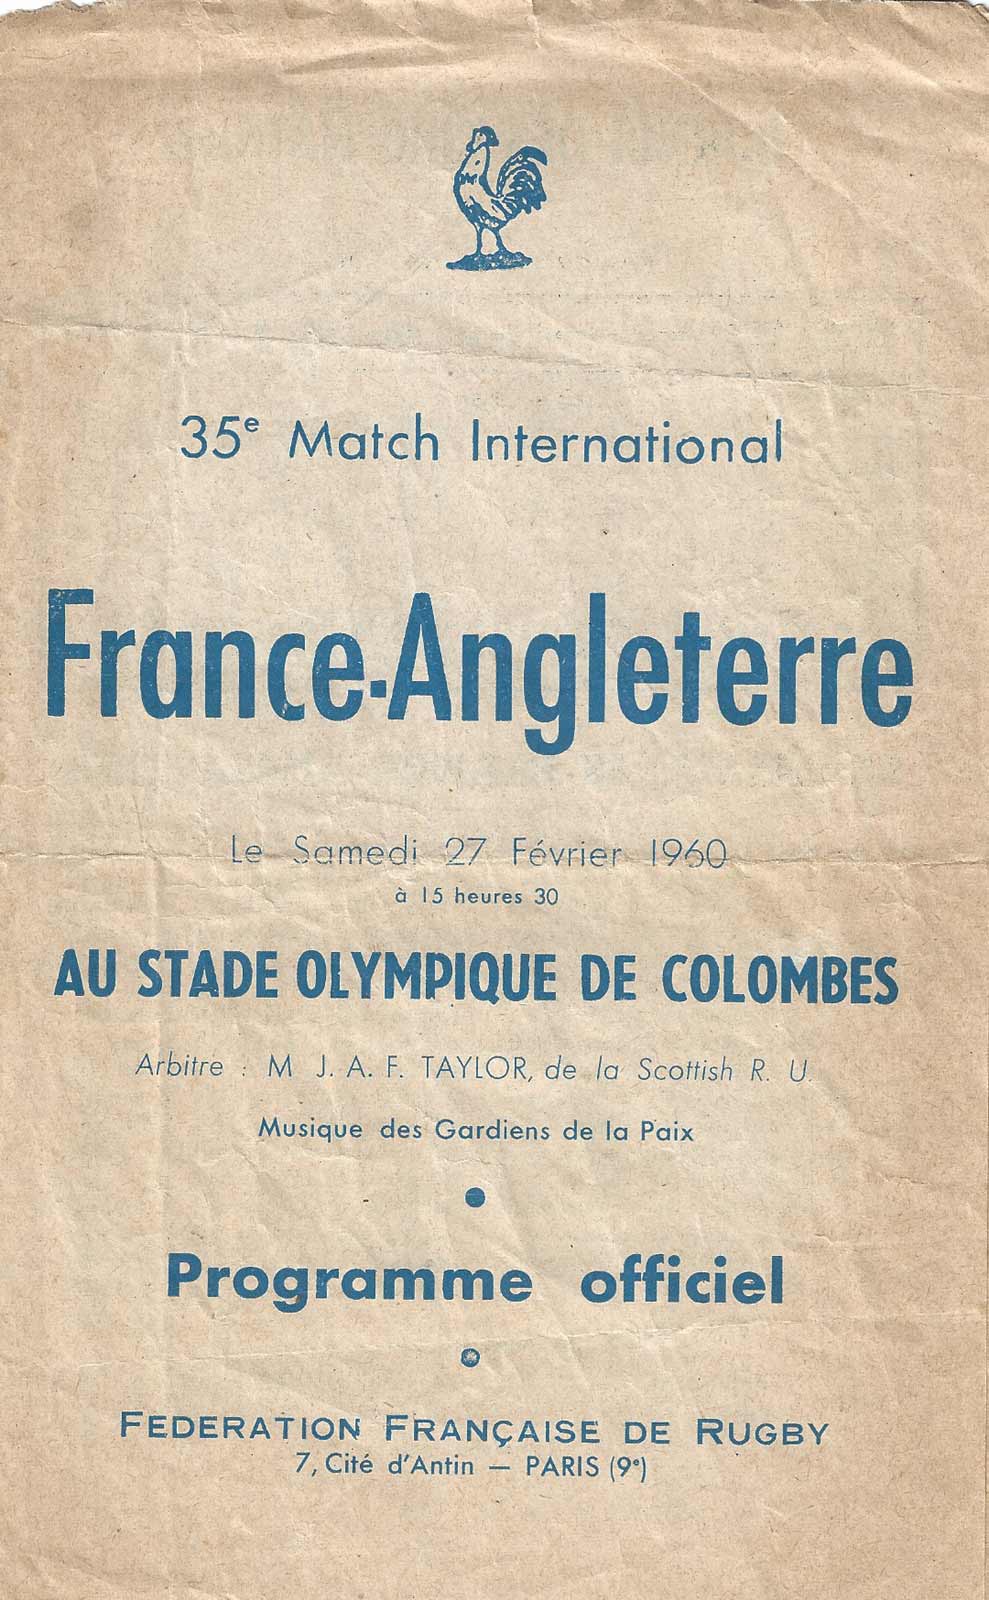 35e Match International
France-Angleterre
Le Samedi 27 Février 1960
à 15 heures 30
AU STADE OLYMPIQUE DE COLOMBES
Arbitre : M J. A. F. TAYLOR, de la Scottish R. U.
Musique des Gardiens de la Paix
Programme officiel
FEDERATION FRANÇAISE DE RUGBY
7, Cité d'Antin — PARIS (9e)